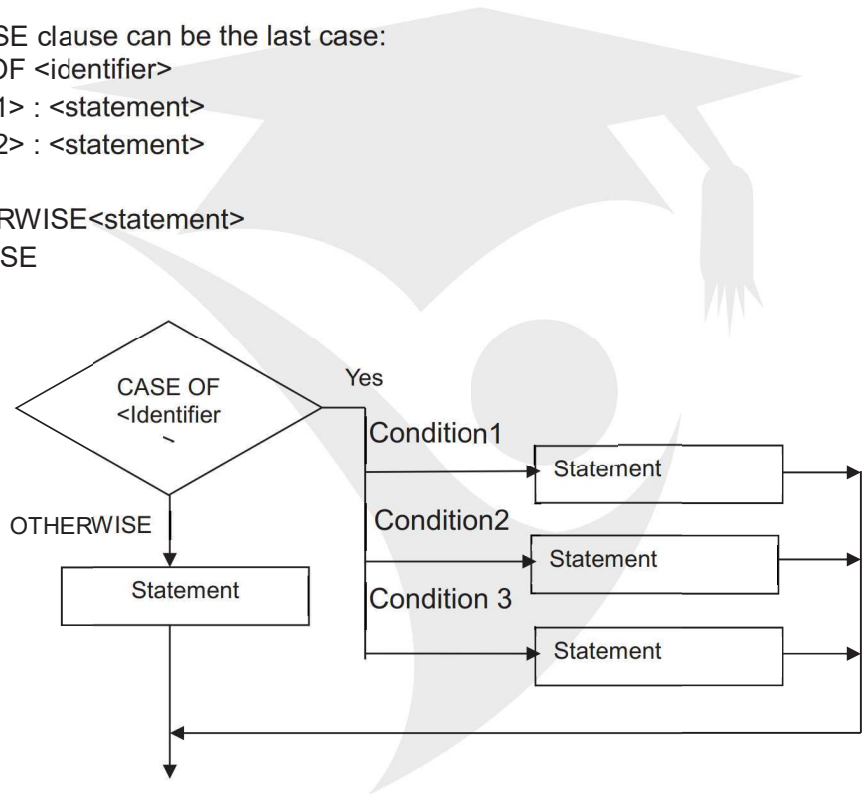 SE clause can be the last case:
OF <identifier>
1> : <statement>
2> : <statement>
RWISE<statement>
SE
CASE OF
<Identifier
Yes
Condition1
Statement
OTHERWISE
Condition2
Statement
Statement
Condition 3
Statement